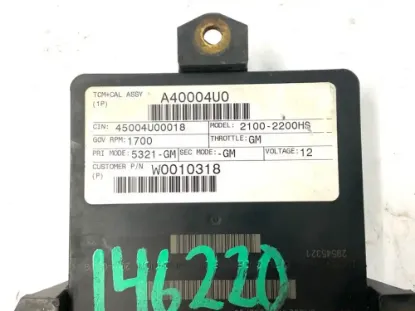 TCM+CAL ASSY A40004U0
(1P)
CIN: 45004U00018 MODEL: 2100-2200HS
GOV RPM: 1700 THROTTLE: GM
PRI MODE: 5321-GM SEC MODE: .GM VOLTAGE: 12
CUSTOMER P/N W0010318
(P)
29545321
146220